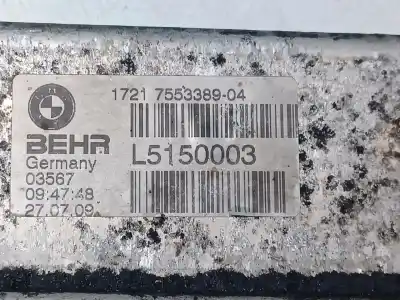 1721 7553389-04
BEHR
Germany
L5150003
03567
09:47:48
27.07.09